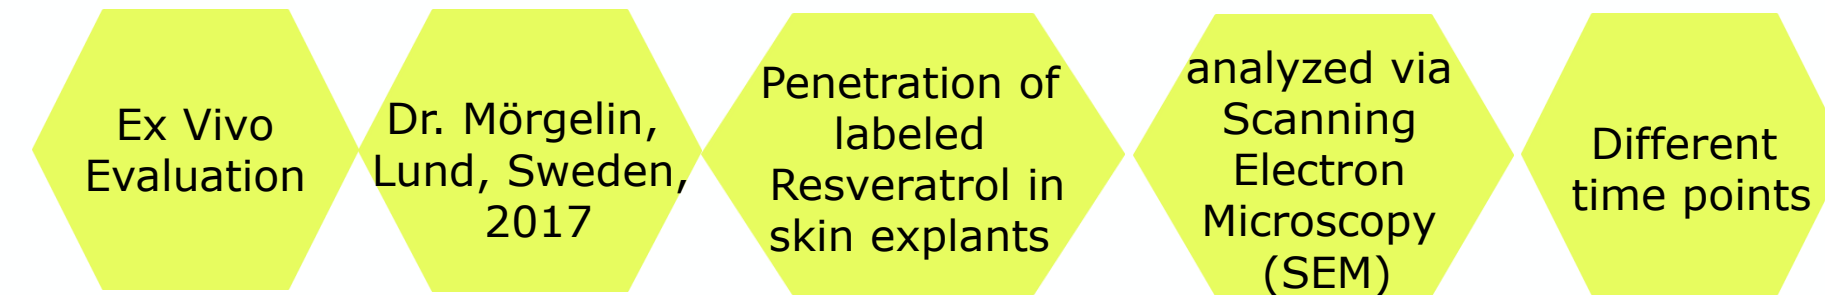 Ex Vivo
Evaluation
Dr. Mörgelin,
Lund, Sweden,
2017
Penetration of
labeled
Resveratrol in
skin explants
analyzed via
Scanning
Electron
Microscopy
(SEM)
Different
time points